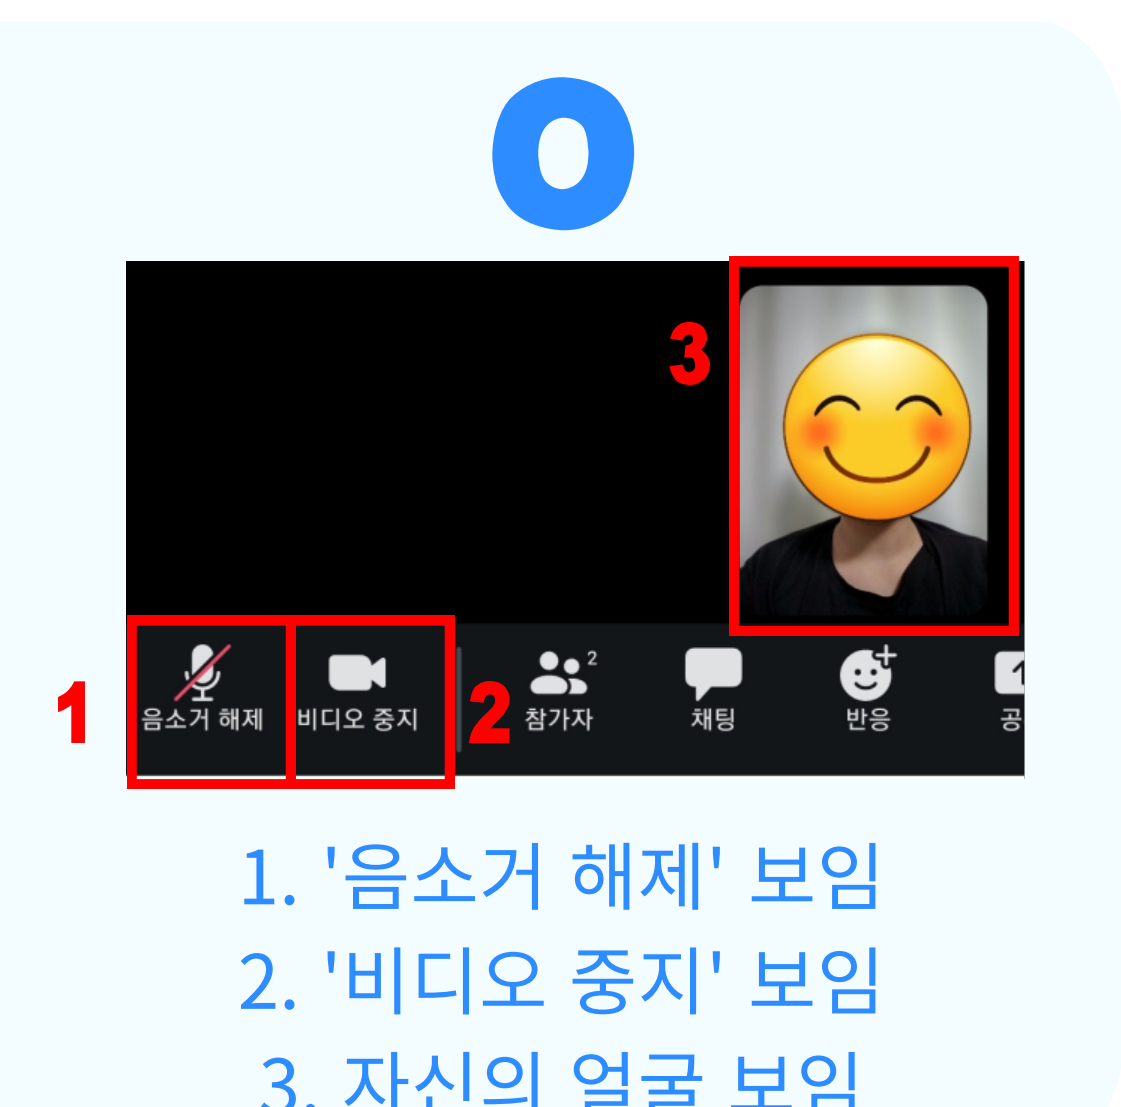 O
3
1
2
음소거 해제
비디오 중지
참가자
2
채팅
반응
공
1. '음소거 해제' 보임
2. '비디오 중지' 보임
3. 자신의 얼굴 보임